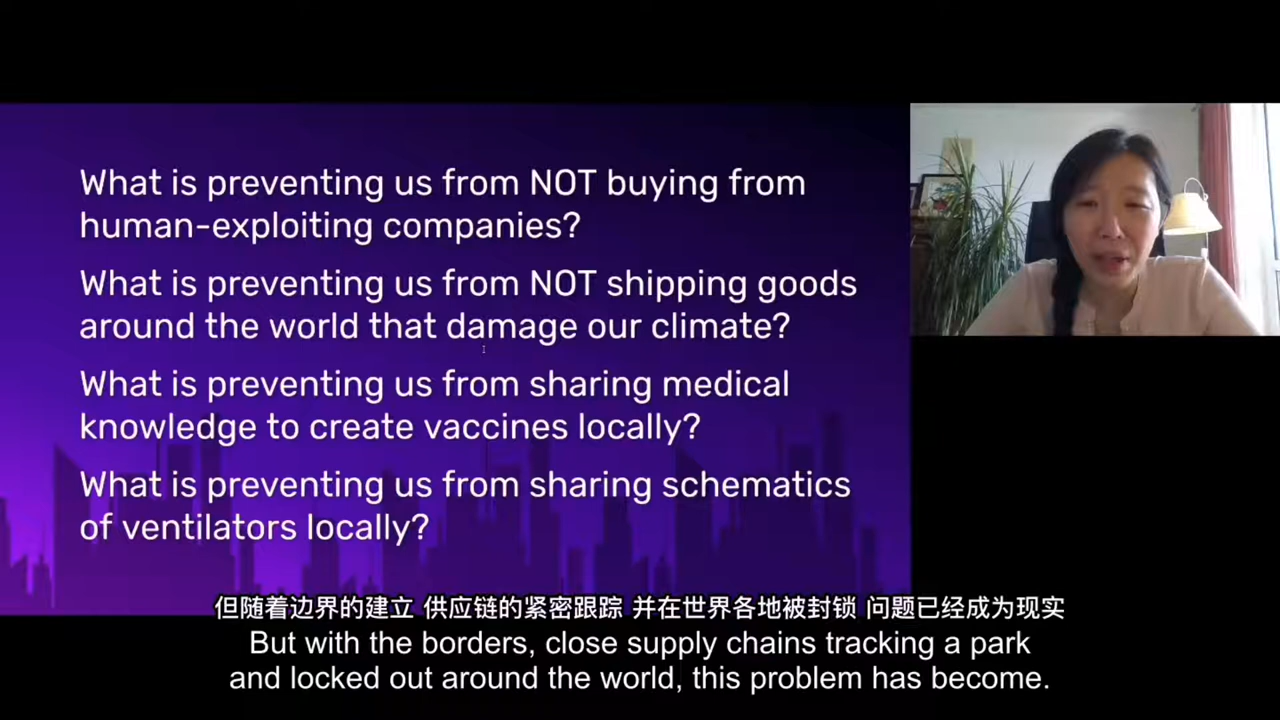 What is preventing us from NOT buying from
human-exploiting companies?
What is preventing us from NOT shipping goods
around the world that damage our climate?
What is preventing us from sharing medical
knowledge to create vaccines locally?
What is preventing us from sharing schematics
of ventilators locally?
但随着边界的建立 供应链的紧密跟踪 并在世界各地被封锁 问题已经成为现实
But with the borders, close supply chains tracking a park
and locked out around the world, this problem has become.